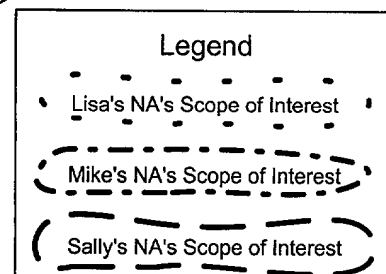 Legend
Lisa's NA's Scope of Interest
Mike's NA's Scope of Interest
Sally's NA's Scope of Interest